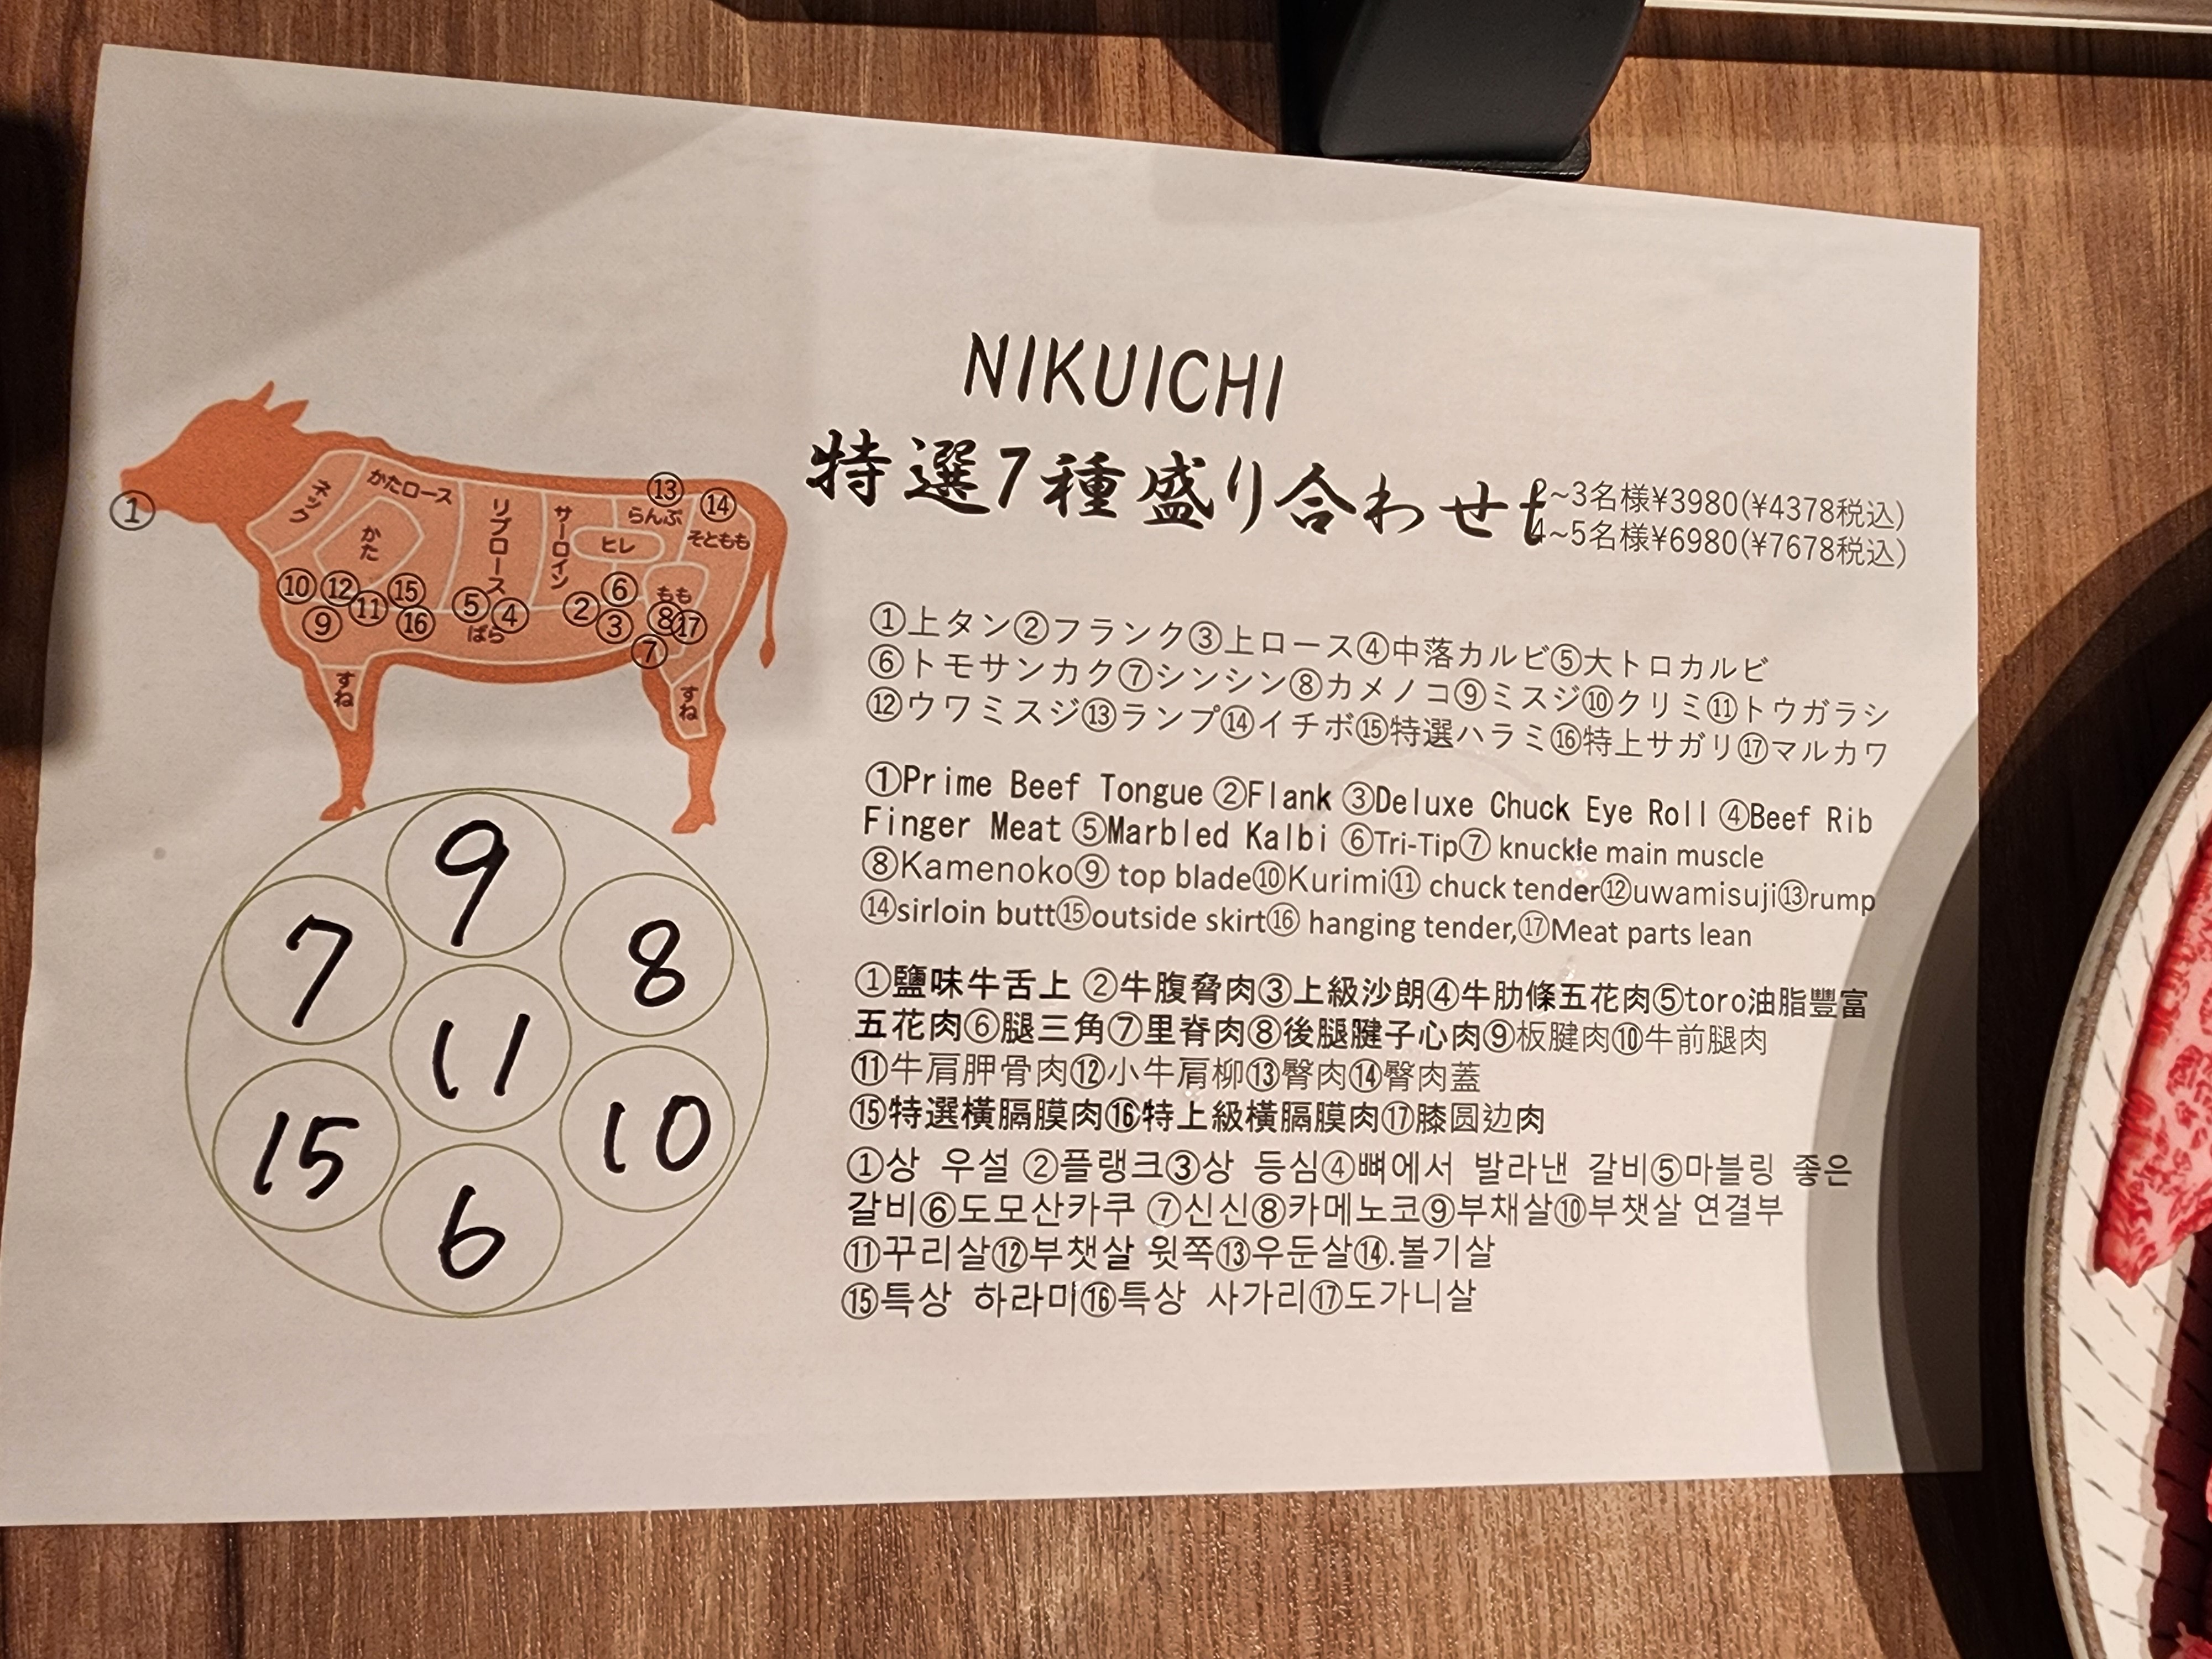 NIKUICHI
特選7種盛り合わせ
~3名様¥3980(¥4378税込)
4~5名様¥6980(¥7678税込)
①
ネック
かたロース
かた
リブロース
サーロイン
ヒレ
⑬
らんぷ
⑭
そともも
もも
⑩⑫⑪⑮⑤④②⑥
⑨⑯③⑧⑰
ばら
⑦
すね
すね
①上タン②フランク③上ロース④中落カルビ⑤大トロカルビ
⑥トモサンカク⑦シンシン⑧カメノコ⑨ミスジ⑩クリミ⑪トウガラシ
⑫ウワミスジ⑬ランプ⑭イチボ⑮特選ハラミ⑯特上サガリ⑰マルカワ
①Prime Beef Tongue ②Flank ③Deluxe Chuck Eye Roll ④Beef Rib
Finger Meat ⑤Marbled Kalbi ⑥Tri-Tip⑦ knuckle main muscle
⑧Kamenoko⑨ top blade⑩Kurimi⑪ chuck tender⑫uwamisuji⑬rump
⑭sirloin butt⑮outside skirt⑯ hanging tender,⑰Meat parts lean
①鹽味牛舌上 ②牛腹脅肉③上級沙朗④牛肋條五花肉⑤toro油脂豐富
五花肉⑥腿三角⑦里脊肉⑧後腿腱子心肉⑨板腱肉⑩牛前腿肉
⑪牛肩胛骨肉⑫小牛肩柳⑬臀肉⑭臀肉蓋
⑮特選橫膈膜肉⑯特上級橫膈膜肉⑰膝圆边肉
①상 우설 ②플랭크③상 등심④뼈에서 발라낸 갈비⑤마블링 좋은
갈비⑥도모산카쿠 ⑦신신⑧카메노코⑨부채살⑩부챗살 연결부
⑪꾸리살⑫부챗살 윗쪽⑬우둔살⑭.볼기살
⑮특상 하라미⑯특상 사가리⑰도가니살
9
7
8
11
15
10
6